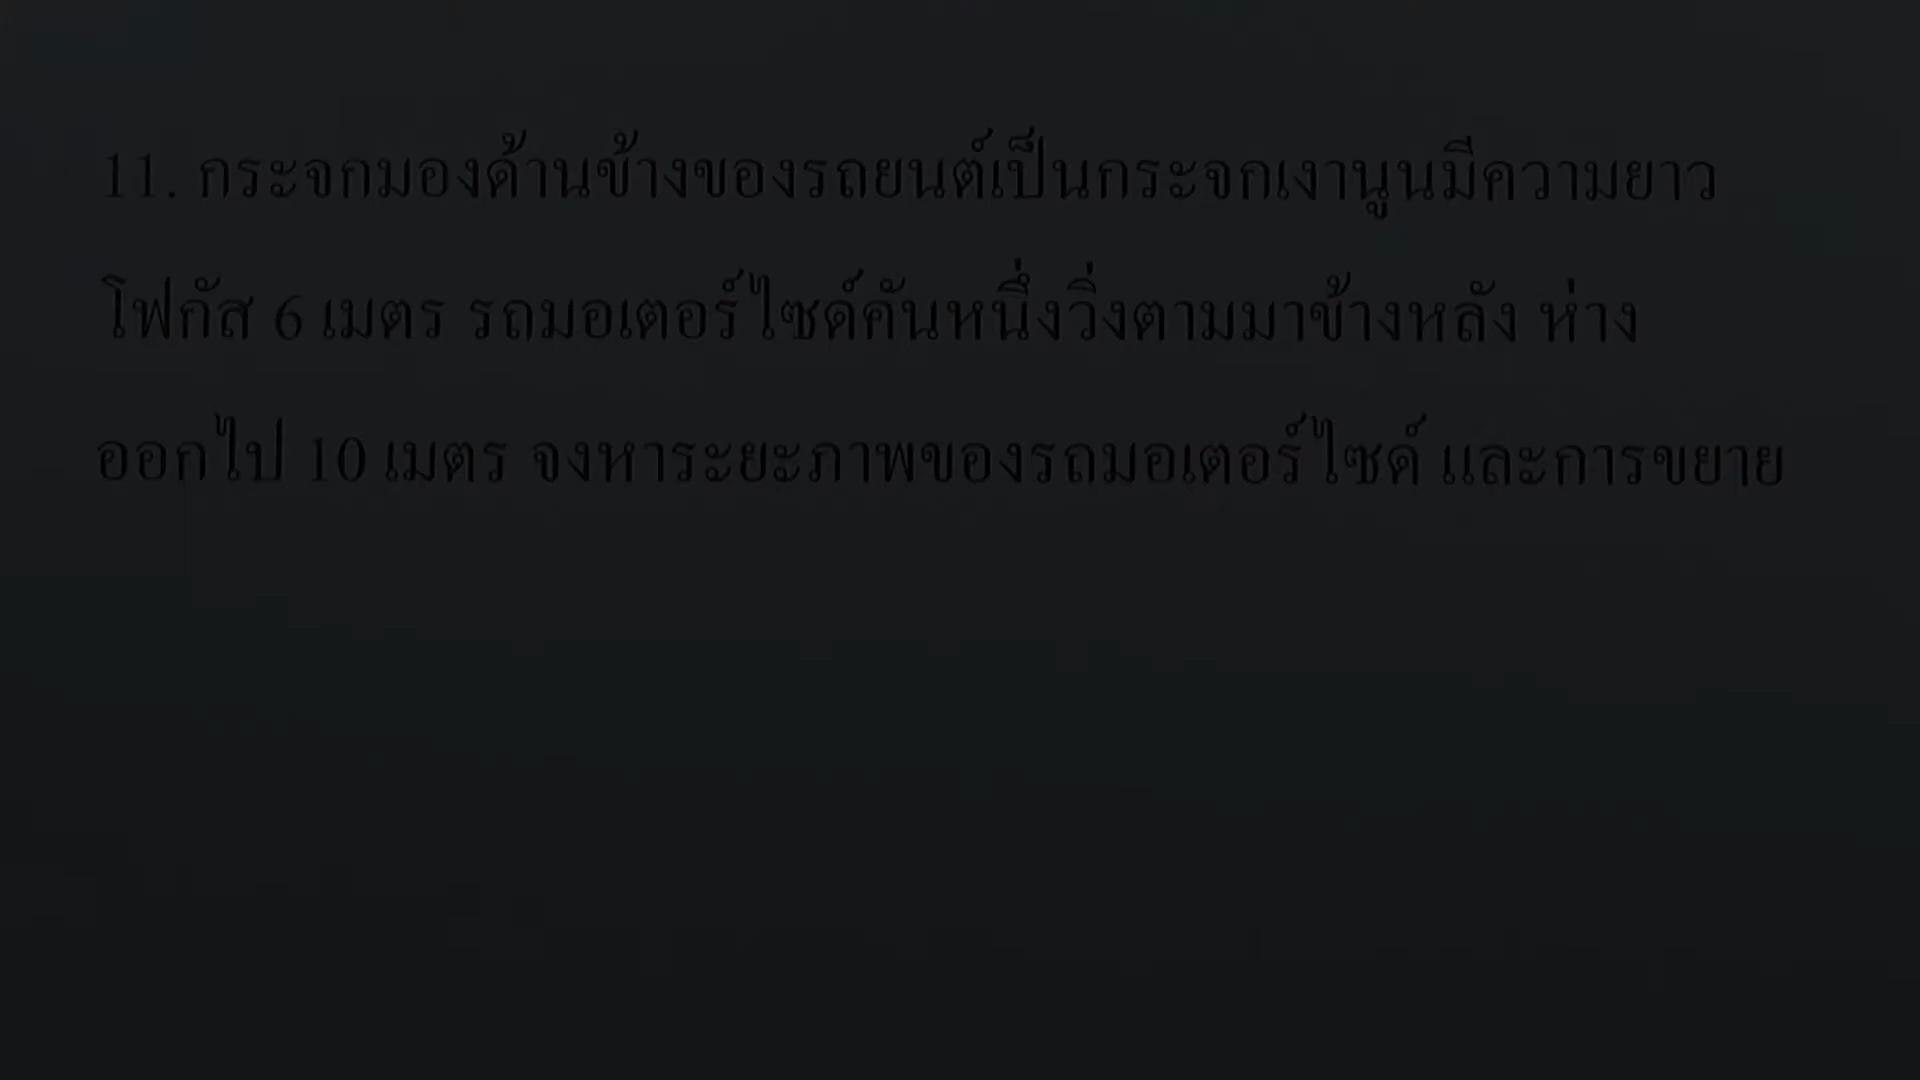 11. กระจกมองด้านข้างของรถยนต์เป็นกระจกเงานูนมีความยาว
โฟกัส 6 เมตร รถมอเตอร์ไซด์คันหนึ่งวิ่งตามมาข้างหลัง ห่าง
ออกไป 10 เมตร จงหาระยะภาพของรถมอเตอร์ไซด์ และการขยาย